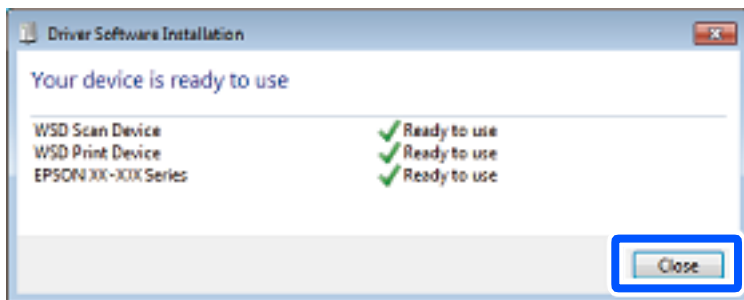 Driver Software Installation
Your device is ready to use
WSD Scan Device Ready to use
WSD Print Device Ready to use
EPSON XX-XXX Series Ready to use
Close